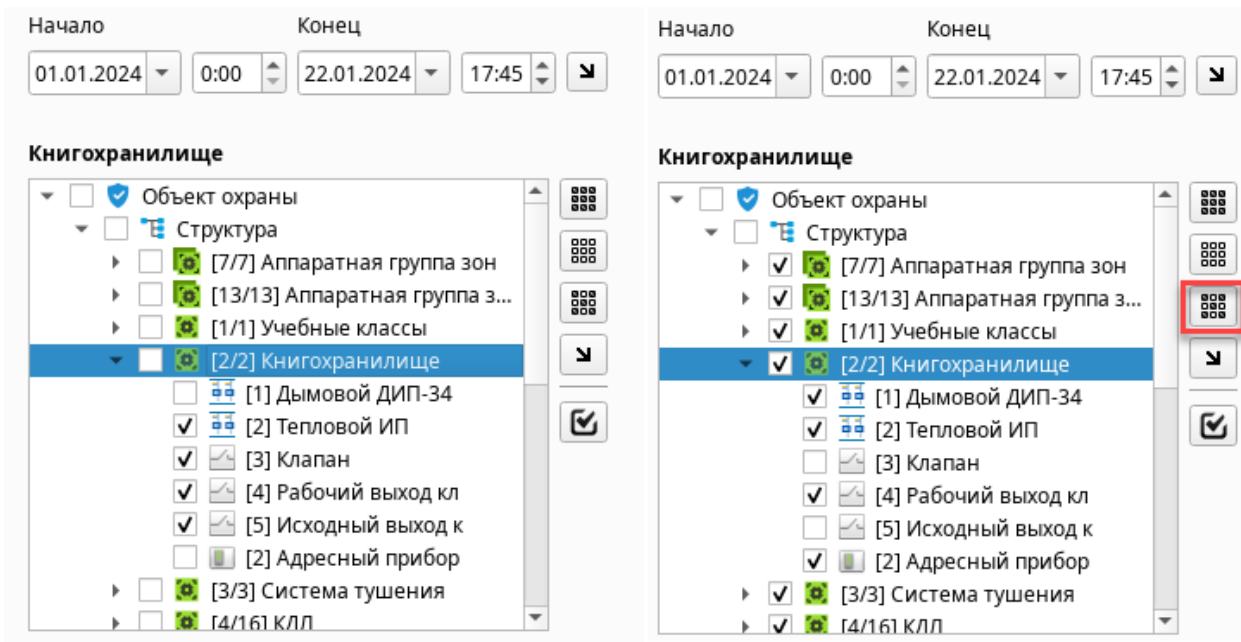 Начало Конец
01.01.2024 0:00 22.01.2024 17:45
Книгохранилище
Объект охраны
Структура
[7/7] Аппаратная группа зон
[13/13] Аппаратная группа з...
[1/1] Учебные классы
[2/2] Книгохранилище
[1] Дымовой ДИП-34
[2] Тепловой ИП
[3] Клапан
[4] Рабочий выход кл
[5] Исходный выход к
[2] Адресный прибор
[3/3] Система тушения
[4/16] КДЛ
Начало Конец
01.01.2024 0:00 22.01.2024 17:45
Книгохранилище
Объект охраны
Структура
[7/7] Аппаратная группа зон
[13/13] Аппаратная группа з...
[1/1] Учебные классы
[2/2] Книгохранилище
[1] Дымовой ДИП-34
[2] Тепловой ИП
[3] Клапан
[4] Рабочий выход кл
[5] Исходный выход к
[2] Адресный прибор
[3/3] Система тушения
[4/16] КДЛ